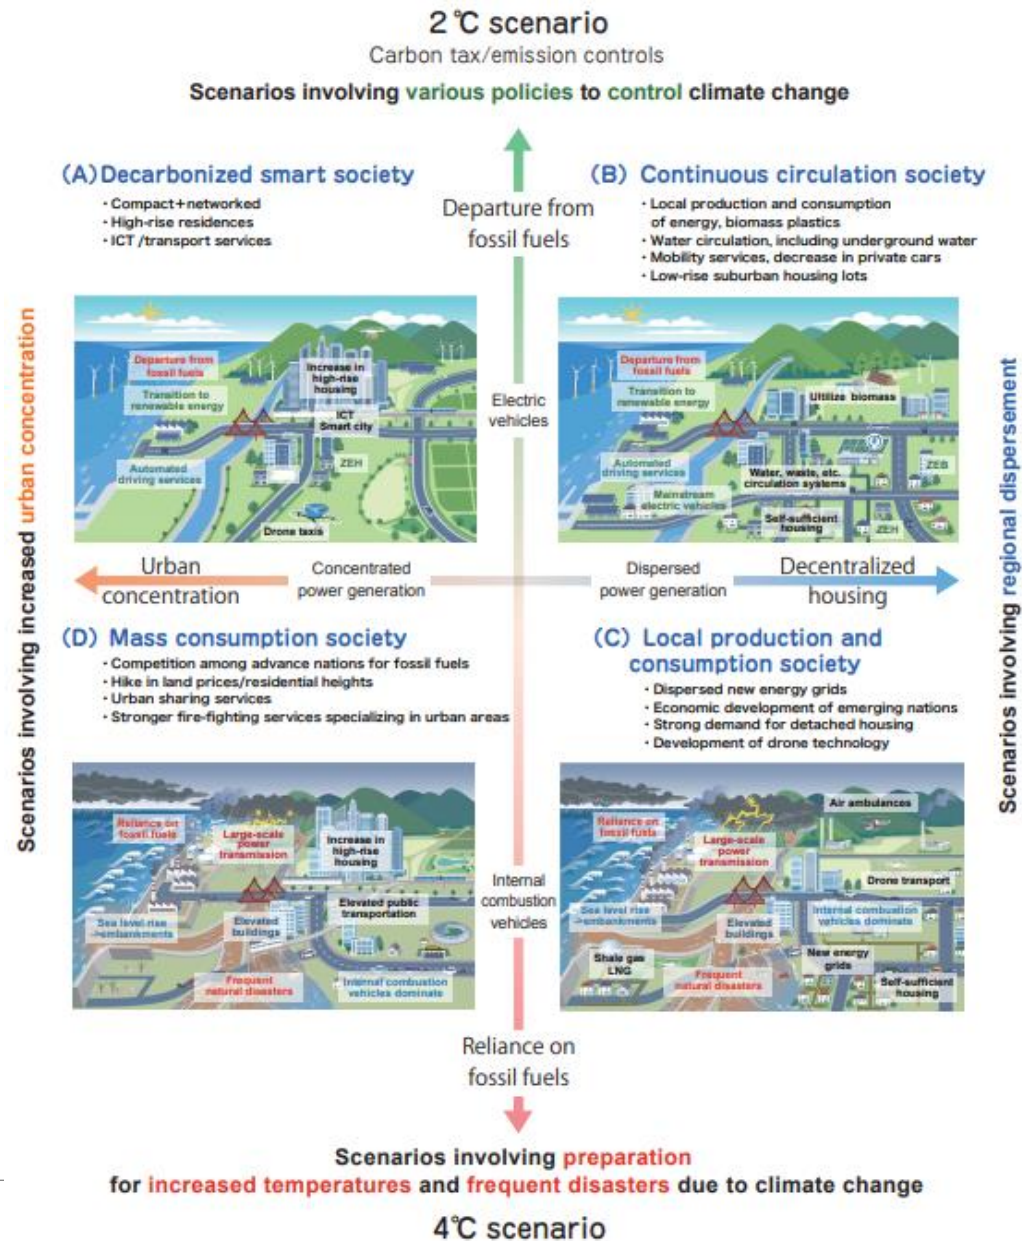 2℃ scenario
Carbon tax/emission controls
Scenarios involving various policies to control climate change
(A)Decarbonized smart society
・Compact+networked
・High-rise residences
・ICT /transport services
Departure from
fossil fuels
(B) Continuous circulation society
・Local production and consumption
of energy, biomass plastics
・Water circulation, including underground water
・Mobility services, decrease in private cars
・Low-rise suburban housing lots
Scenarios involving increased urban concentration
Departure from
fossil fuels
Transition to
renewable energy
Increase in
high-rise
housing
ICT
Smart city
Automated
driving services
ZEH
Drone taxis
Electric
vehicles
Departure from
fossil fuels
Transition to
renewable energy
Ultilize biomass
Automated
driving services
Water, waste, etc.
circulation systems
ZEB
Mainstream
electric vehicles
Self-sufficient
housing
ZEH
Scenarios involving regional dispersement
Urban
concentration
Concentrated
power generation
Dispersed
power generation
Decentralized
housing
(D) Mass consumption society
・Competition among advance nations for fossil fuels
・Hike in land prices/residential heights
・Urban sharing services
・Stronger fire-fighting services specializing in urban areas
(C) Local production and
consumption society
・Dispersed new energy grids
・Economic development of emerging nations
・Strong demand for detached housing
・Development of drone technology
Reliance on
fossil fuels
Large-scale
power
transmission
Increase in
high-rise
housing
Elevated public
transportation
Sea level rise
→embankments
Elevated
buildings
Frequent
natural disasters
Internal combustion
vehicles dominate
Internal
combustion
vehicles
Reliance on
fossil fuels
Large-scale
power
transmission
Air ambulances
Drone transport
Sea level rise
→embankments
Elevated
buildings
Internal combustion
vehicles dominate
Shale gas
LNG
New energy
grids
Frequent
natural disasters
Self-sufficient
housing
Reliance on
fossil fuels
Scenarios involving preparation
for increased temperatures and frequent disasters due to climate change
4℃ scenario